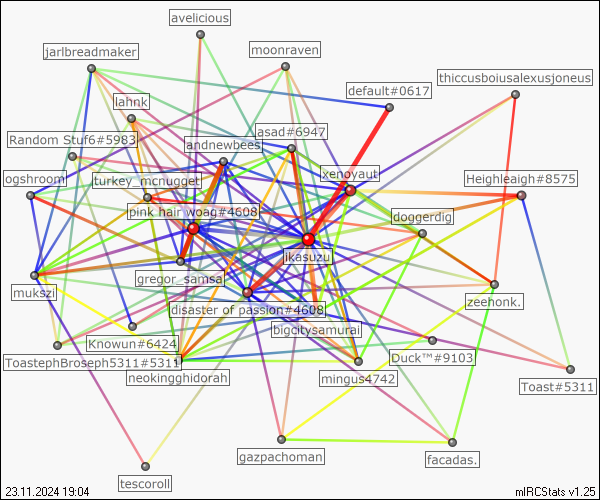 avelicious
jarlbreadmaker
moonraven
thiccusboiusalexusjoneus
default#0617
lahnk
asad#6947
Random Stuf6#5983
andnewbees
xenoyaut
ogshroom
turkey_mcnugget
Heighleigh#8575
pink hair woag#4608
doggerdig
ikasuzu
gregor_samsa
mukszi
zeehonk.
disaster of passion#4608
bigcitysamurai
Knowun#6424
ToastephBroseph5311#5311
Duck™#9103
neokingghidorah
mingus4742
Toast#5311
gazpachoman
facadas.
tescoroll
23.11.2024 19:04
mIRCStats v1.25